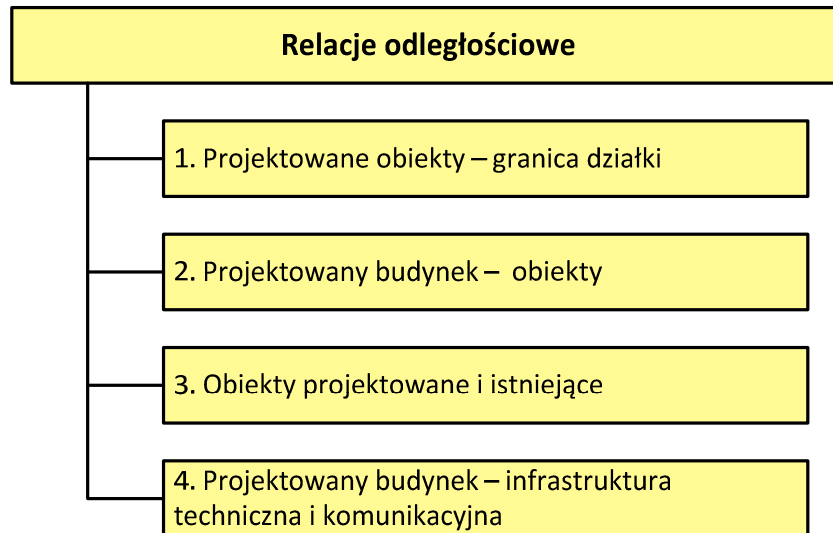 Relacje odległościowe
1. Projektowane obiekty – granica działki
2. Projektowany budynek – obiekty
3. Obiekty projektowane i istniejące
4. Projektowany budynek – infrastruktura
techniczna i komunikacyjna